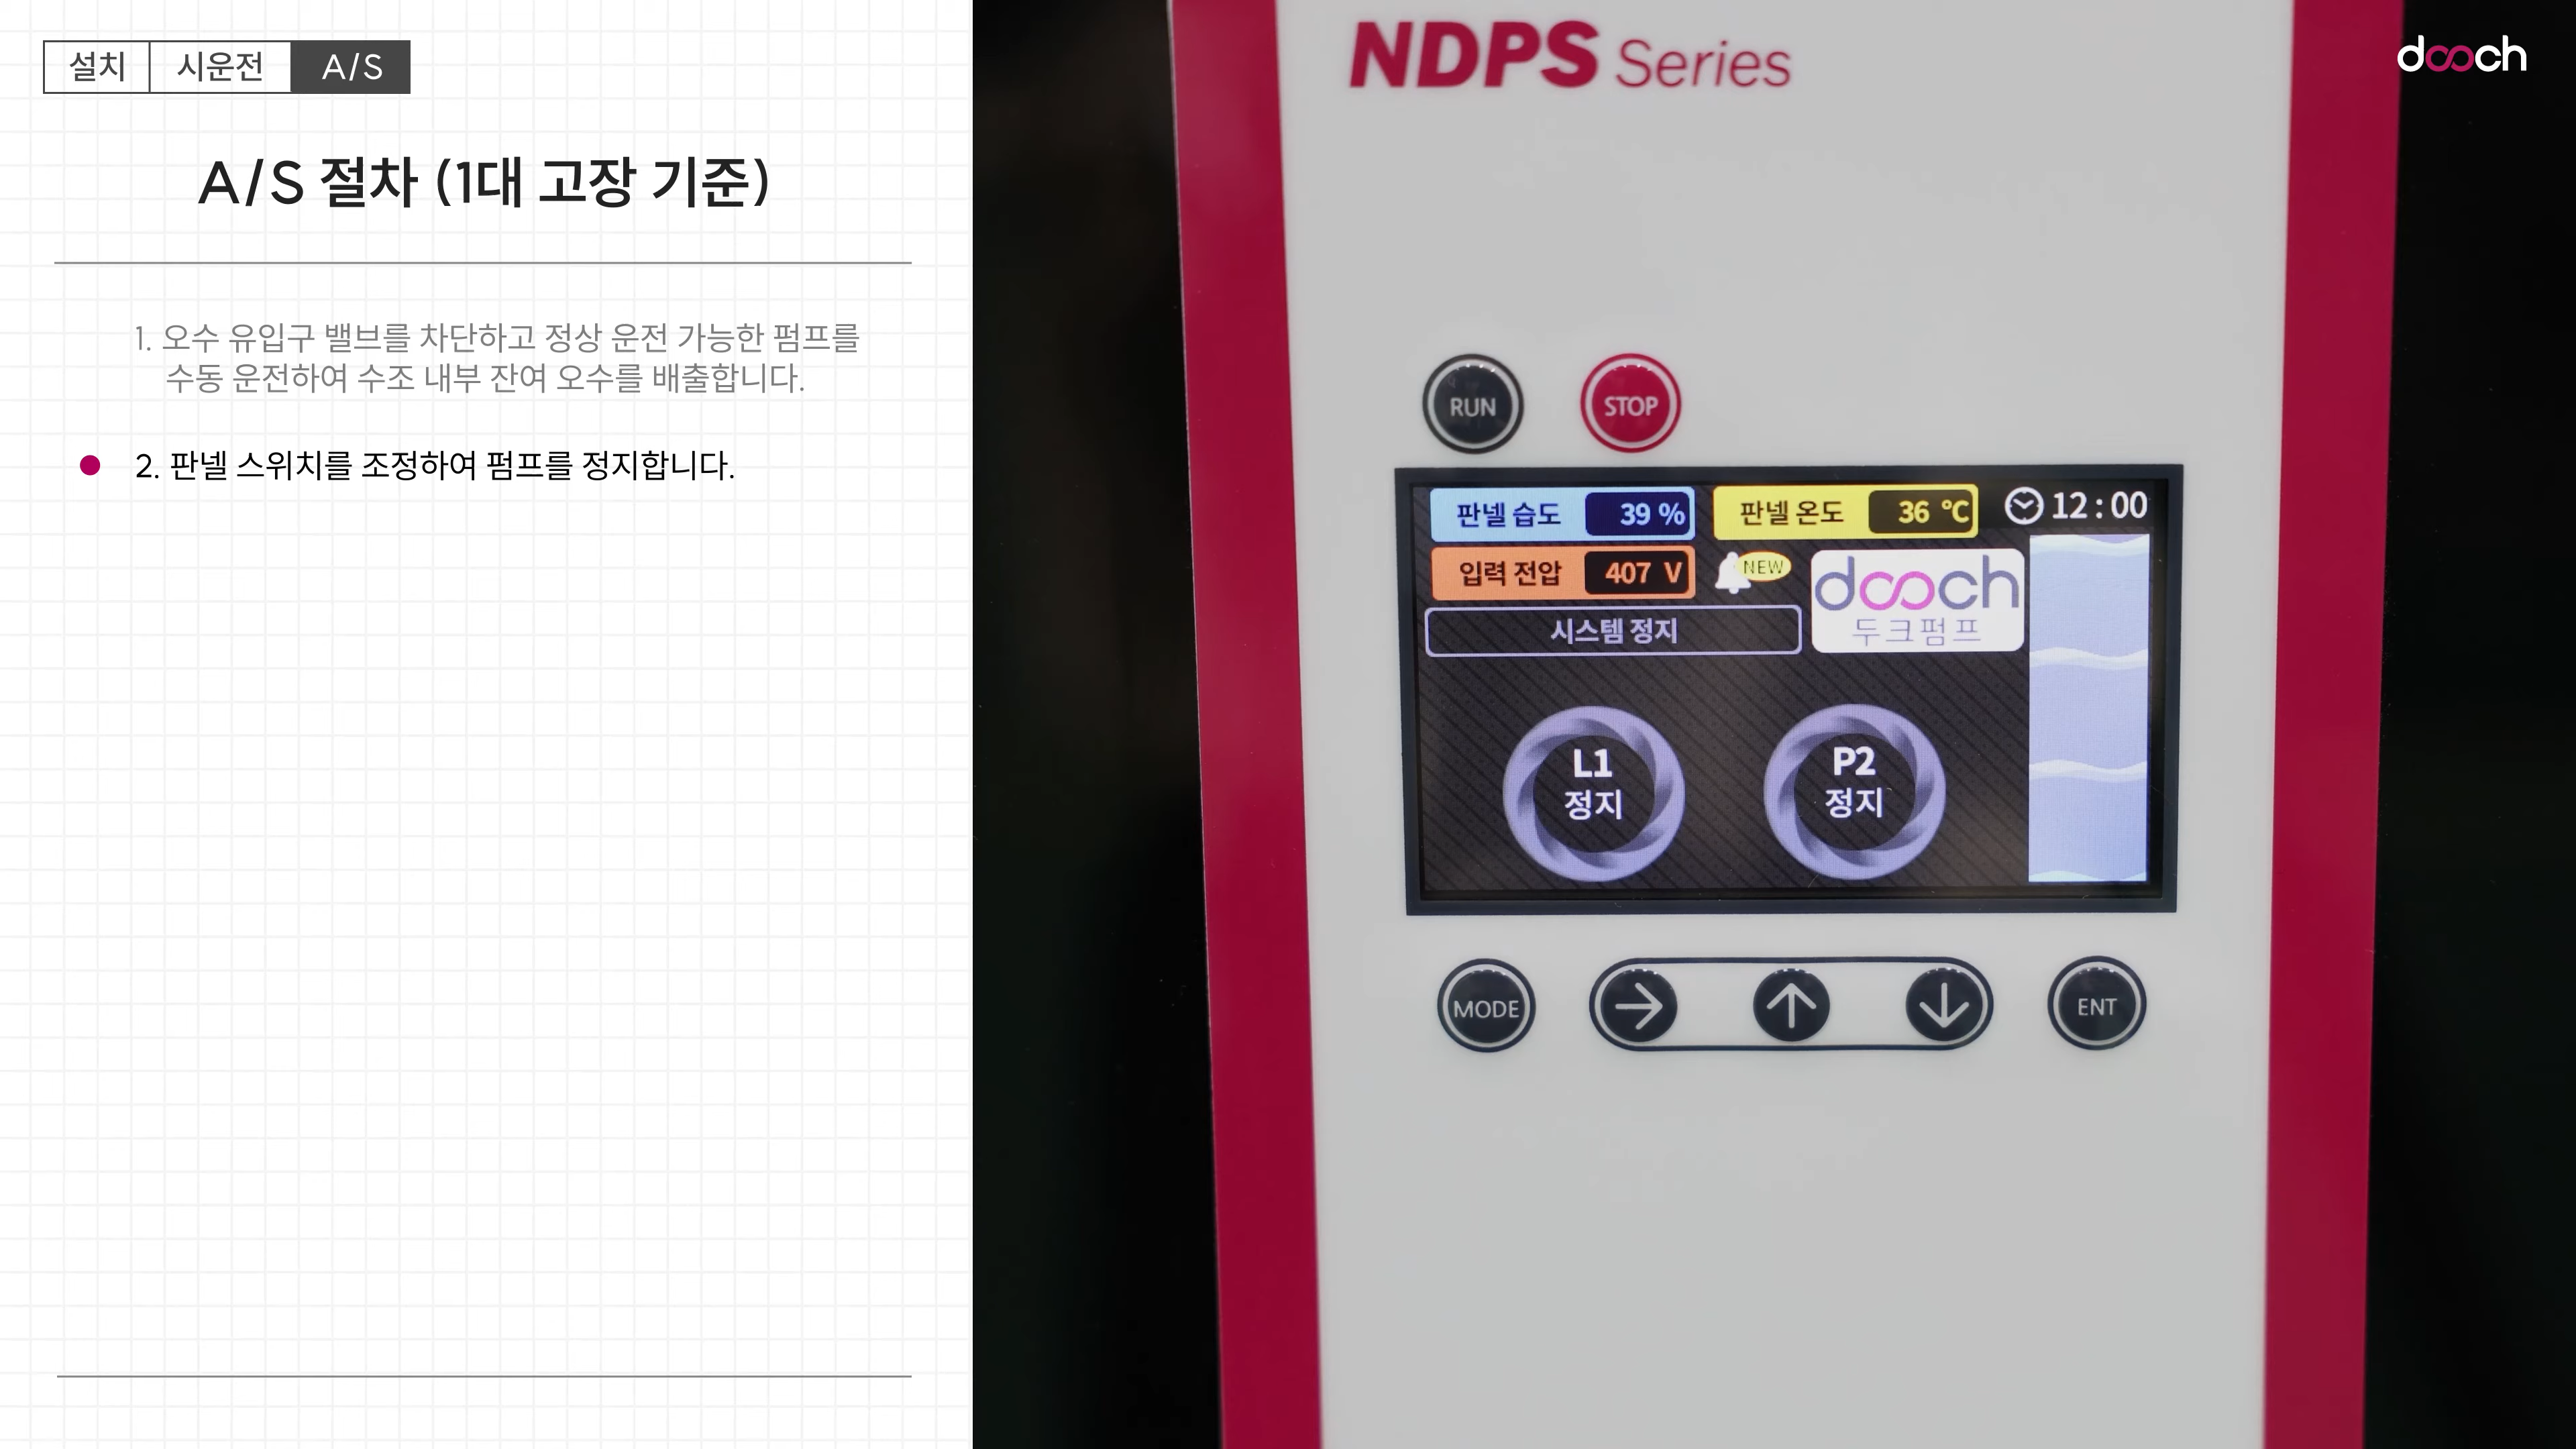 설치 시운전 A/S
A/S 절차 (1대 고장 기준)
1. 오수 유입구 밸브를 차단하고 정상 운전 가능한 펌프를
수동 운전하여 수조 내부 잔여 오수를 배출합니다.
2. 판넬 스위치를 조정하여 펌프를 정지합니다.
dooch
NDPS Series
RUN STOP
판넬 습도 39 % 판넬 온도 36 °C 12 : 00
입력 전압 407 V NEW
dooch
두크펌프
시스템 정지
L1
정지
P2
정지
MODE ENT